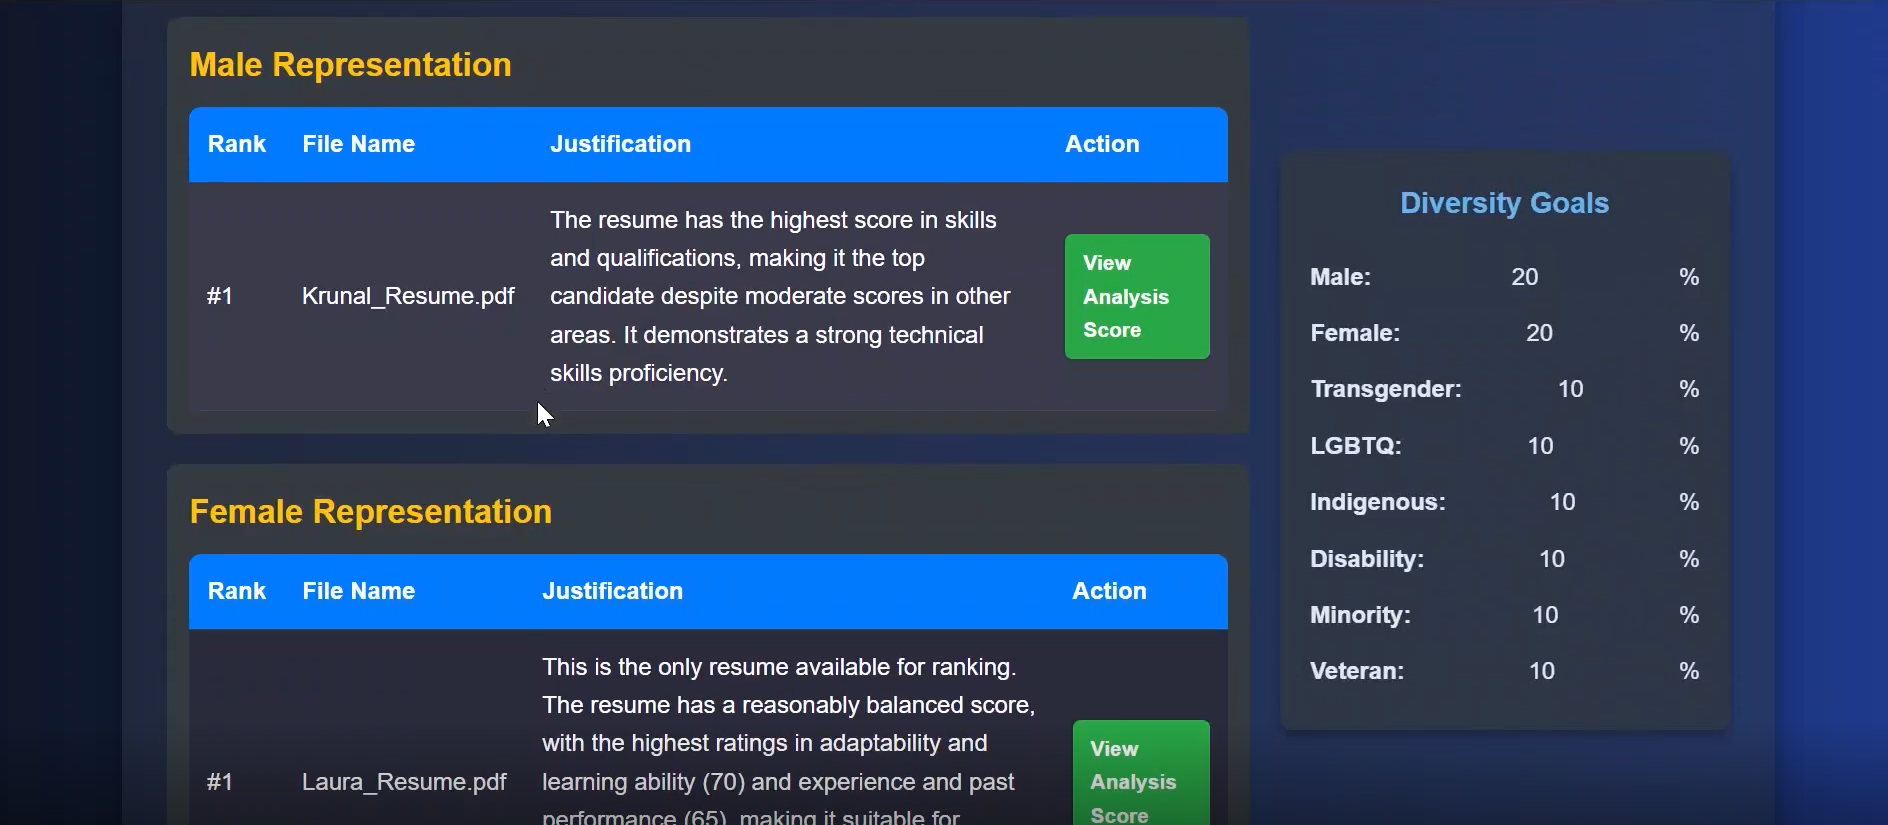 Male Representation
Rank File Name Justification Action
The resume has the highest score in skills
and qualifications, making it the top
#1 Krunal_Resume.pdf candidate despite moderate scores in other
areas. It demonstrates a strong technical
skills proficiency.
View
Analysis
Score
Female Representation
Rank File Name Justification Action
This is the only resume available for ranking.
The resume has a reasonably balanced score,
with the highest ratings in adaptability and
#1 Laura_Resume.pdf learning ability (70) and experience and past
performance (65), making it suitable for
View
Analysis
Score
Diversity Goals
Male: 20 %
Female: 20 %
Transgender: 10 %
LGBTQ: 10 %
Indigenous: 10 %
Disability: 10 %
Minority: 10 %
Veteran: 10 %